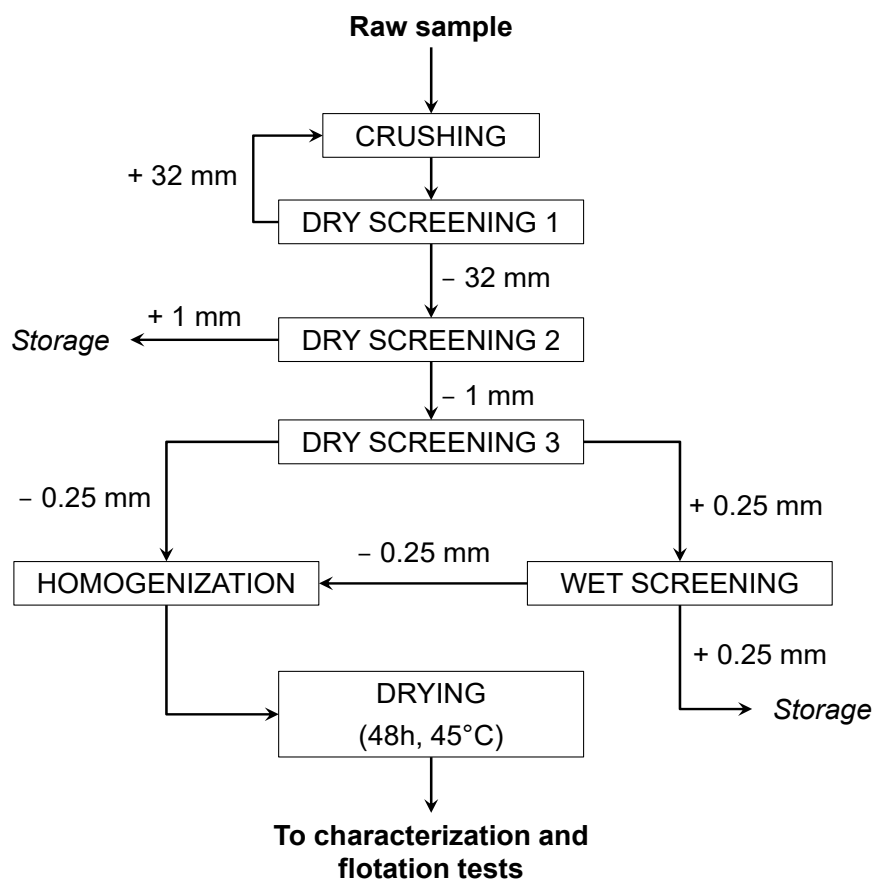 Raw sample
CRUSHING
+ 32 mm
DRY SCREENING 1
– 32 mm
+ 1 mm
Storage
DRY SCREENING 2
– 1 mm
DRY SCREENING 3
– 0.25 mm
+ 0.25 mm
– 0.25 mm
HOMOGENIZATION
WET SCREENING
+ 0.25 mm
DRYING
(48h, 45°C)
Storage
To characterization and
flotation tests